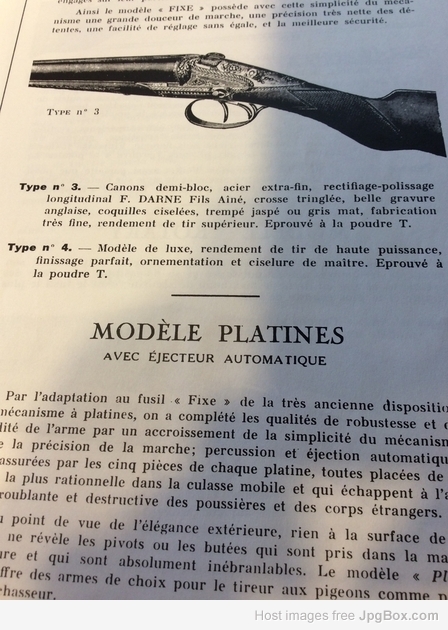 Ainsi le modèle « FIXE » possède avec cette simplicité du méca-
nisme une grande douceur de marche, une précision très nette des dé-
tentes, une facilité de réglage sans égale, et la meilleure sécurité.
TYPE n° 3
Type n° 3. — Canons demi-bloc, acier extra-fin, rectifiage-polissage
longitudinal F. DARNE Fils Aîné, crosse tringlée, belle gravure
anglaise, coquilles ciselées, trempé jaspé ou gris mat, fabrication
très fine, rendement de tir supérieur. Eprouvé à la poudre T.
Type n° 4. — Modèle de luxe, rendement de tir de haute puissance,
finissage parfait, ornementation et ciselure de maître. Eprouvé à
la poudre T.
MODÈLE PLATINES
AVEC ÉJECTEUR AUTOMATIQUE
Par l'adaptation au fusil « Fixe » de la très ancienne dispositio
mécanisme à platines, on a complété les qualités de robustesse et d
lité de l'arme par un accroissement de la simplicité du mécanism
e la précision de la marche; percussion et éjection automatiqu
assurées par les cinq pièces de chaque platine, toutes placées de
la plus rationnelle dans la culasse mobile et qui échappent à l'a
roublante et destructive des poussières et des corps étrangers.
u point de vue de l'élégance extérieure, rien à la surface de
ne révèle les pivots ou les butées qui sont pris dans la ma
ure et qui sont absolument inébranlables. Le modèle « Pl
ffre des armes de choix pour le tireur aux pigeons comme p
hasseur.
Host images free JpgBox.com